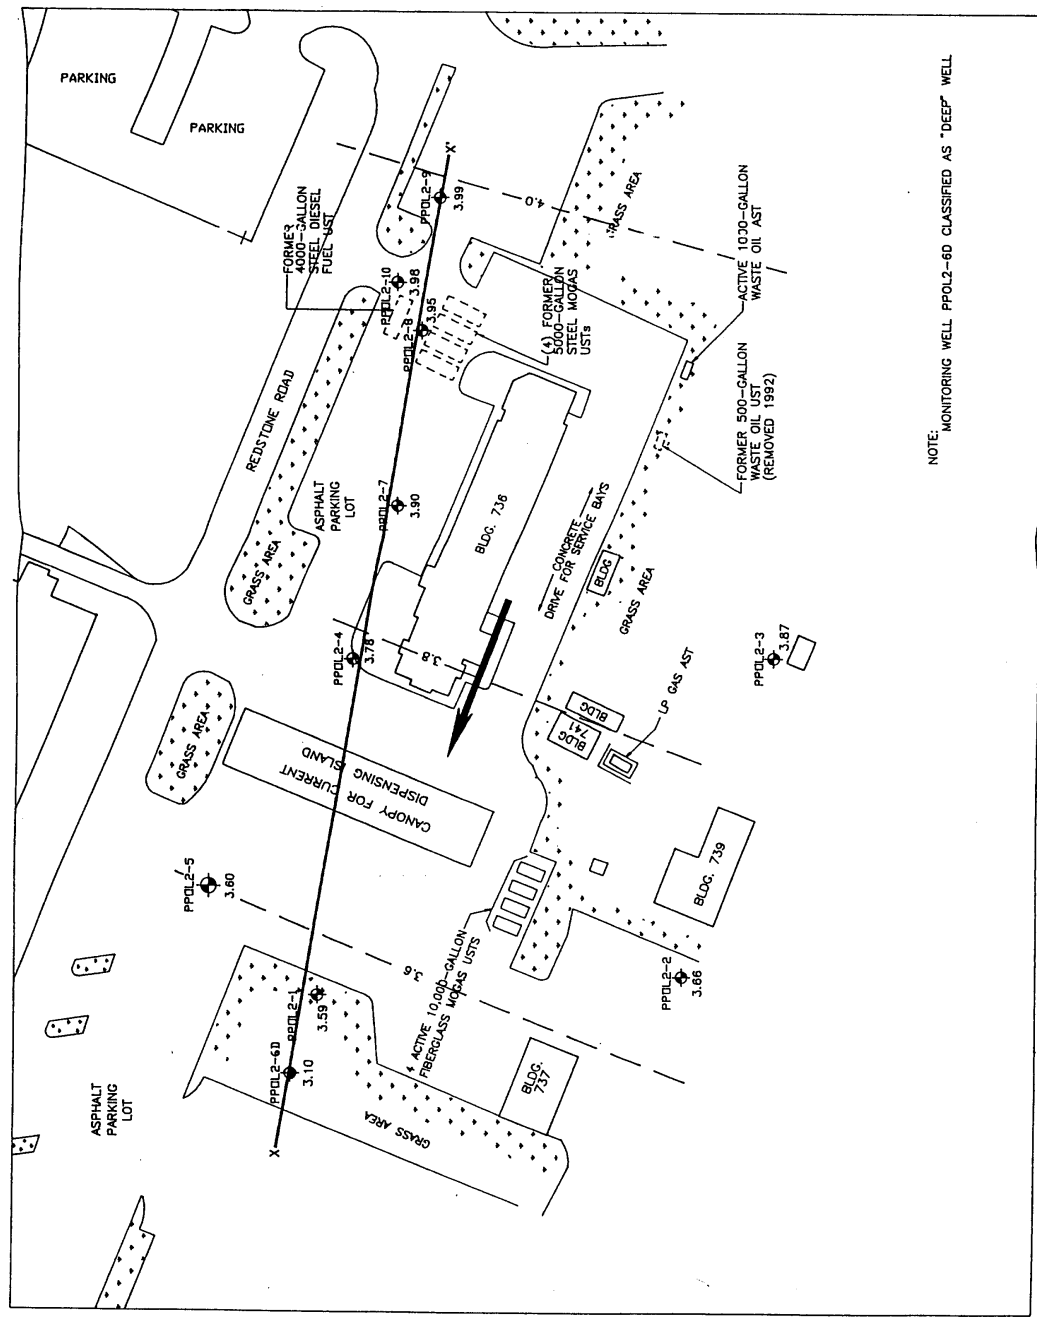 PARKING
PARKING
FORMER
4000-GALLON
STEEL DIESEL
FUEL UST
REDSTONE ROAD
X'
PPOL2-9
3.99
4.0
GRASS AREA
PPOL2-10
3.98
PPOL2-8
3.95
(4) FORMER
5000-GALLON
STEEL MOGAS
USTs
ACTIVE 1000-GALLON
WASTE OIL AST
FORMER 500-GALLON
WASTE OIL UST
(REMOVED 1992)
NOTE:
MONITORING WELL PPOL2-6D CLASSIFIED AS "DEEP" WELL
ASPHALT
PARKING
LOT
GRASS AREA
PPOL2-7
3.90
BLDG. 736
CONCRETE
DRIVE FOR SERVICE BAYS
BLDG
GRASS AREA
PPOL2-4
3.78
3.8
PPOL2-3
3.87
LP GAS AST
BLDG
BLDG
741
GRASS AREA
CANOPY FOR CURRENT
DISPENSING ISLAND
PPOL2-5
3.60
BLDG. 739
4 ACTIVE 10,000-GALLON
FIBERGLASS MOGAS USTS
3.6
PPOL2-2
3.66
PPOL2-1
3.59
PPOL2-6D
3.10
X
BLDG.
737
GRASS AREA
ASPHALT
PARKING
LOT